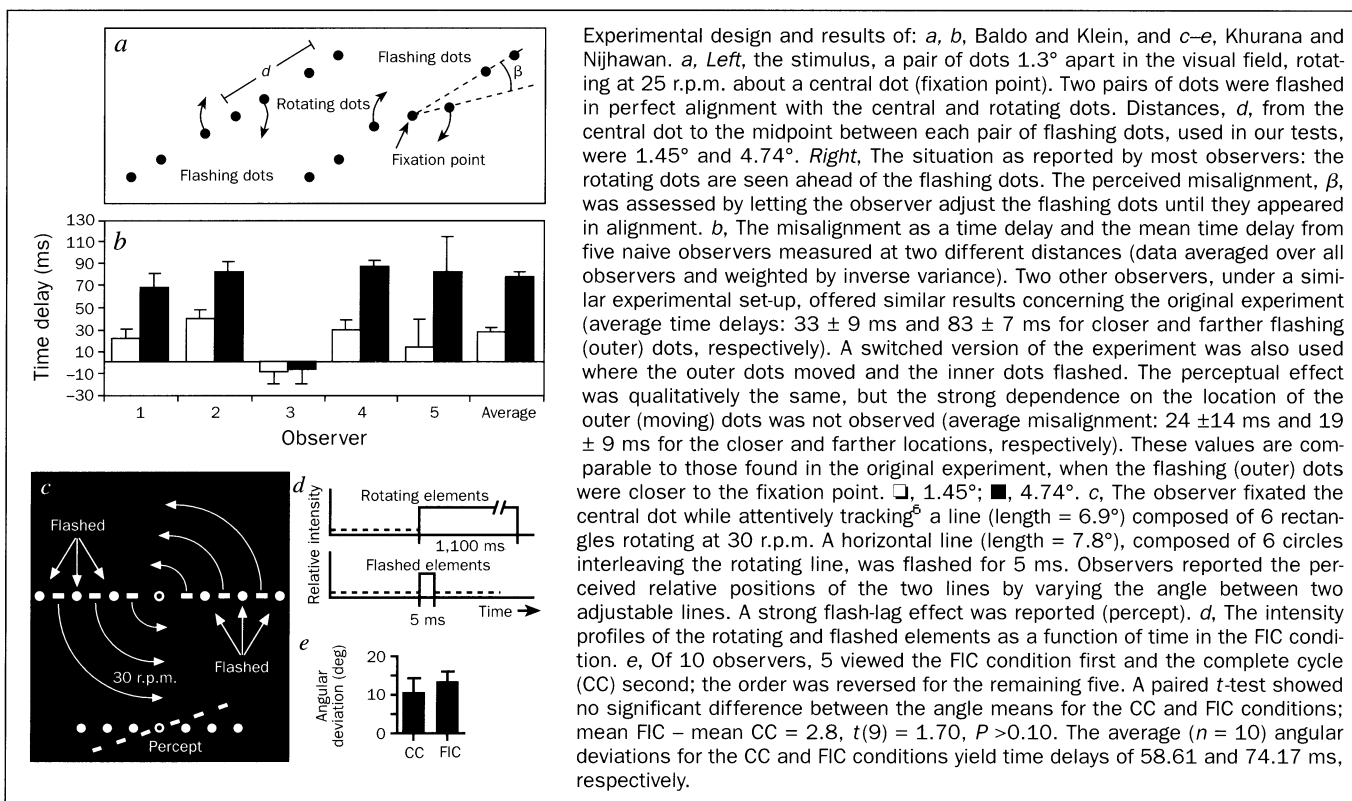 a
Flashing dots
d
β
Rotating dots
Fixation point
Flashing dots
130
110
90
70
50
30
10
−10
−30
b
Time delay (ms)
1 2 3 4 5 Average
Observer
c
Flashed
Flashed
30 r.p.m.
Percept
d
Relative intensity
Rotating elements
1,100 ms
Flashed elements
Time
5 ms
e
Angular
deviation (deg)
20
10
0
CC FIC
Experimental design and results of: a, b, Baldo and Klein, and c–e, Khurana and
Nijhawan. a, Left, the stimulus, a pair of dots 1.3° apart in the visual field, rotat-
ing at 25 r.p.m. about a central dot (fixation point). Two pairs of dots were flashed
in perfect alignment with the central and rotating dots. Distances, d, from the
central dot to the midpoint between each pair of flashing dots, used in our tests,
were 1.45° and 4.74°. Right, The situation as reported by most observers: the
rotating dots are seen ahead of the flashing dots. The perceived misalignment, β,
was assessed by letting the observer adjust the flashing dots until they appeared
in alignment. b, The misalignment as a time delay and the mean time delay from
five naive observers measured at two different distances (data averaged over all
observers and weighted by inverse variance). Two other observers, under a simi-
lar experimental set-up, offered similar results concerning the original experiment
(average time delays: 33 ± 9 ms and 83 ± 7 ms for closer and farther flashing
(outer) dots, respectively). A switched version of the experiment was also used
where the outer dots moved and the inner dots flashed. The perceptual effect
was qualitatively the same, but the strong dependence on the location of the
outer (moving) dots was not observed (average misalignment: 24 ±14 ms and 19
± 9 ms for the closer and farther locations, respectively). These values are com-
parable to those found in the original experiment, when the flashing (outer) dots
were closer to the fixation point. ❏, 1.45°; ■, 4.74°. c, The observer fixated the
central dot while attentively tracking⁵ a line (length = 6.9°) composed of 6 rectan-
gles rotating at 30 r.p.m. A horizontal line (length = 7.8°), composed of 6 circles
interleaving the rotating line, was flashed for 5 ms. Observers reported the per-
ceived relative positions of the two lines by varying the angle between two
adjustable lines. A strong flash-lag effect was reported (percept). d, The intensity
profiles of the rotating and flashed elements as a function of time in the FIC condi-
tion. e, Of 10 observers, 5 viewed the FIC condition first and the complete cycle
(CC) second; the order was reversed for the remaining five. A paired t-test showed
no significant difference between the angle means for the CC and FIC conditions;
mean FIC – mean CC = 2.8, t(9) = 1.70, P >0.10. The average (n = 10) angular
deviations for the CC and FIC conditions yield time delays of 58.61 and 74.17 ms,
respectively.